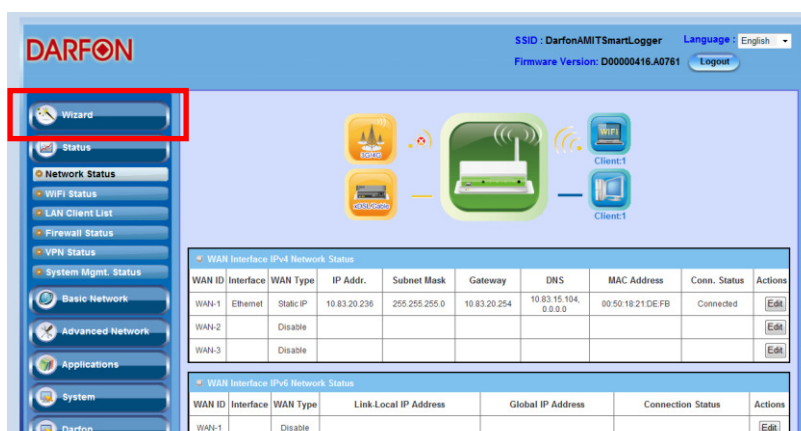 DARFON
SSID : DarfonAMITSmartLogger
Language : English
Firmware Version: D00000416.A0761
Logout
Wizard
Status
Network Status
WiFi Status
LAN Client List
Firewall Status
VPN Status
System Mgmt. Status
Basic Network
Advanced Network
Applications
System
Darfon
3G/4G
WIFI
Client:1
xDSL/Cable
Client:1
WAN Interface IPv4 Network Status
WAN ID Interface WAN Type IP Addr. Subnet Mask Gateway DNS MAC Address Conn. Status Actions
WAN-1 Ethernet Static IP 10.83.20.236 255.255.255.0 10.83.20.254 10.83.15.104, 0.0.0.0 00:50:18:21:DE:FB Connected Edit
WAN-2 Disable Edit
WAN-3 Disable Edit
WAN Interface IPv6 Network Status
WAN ID Interface WAN Type Link-Local IP Address Global IP Address Connection Status Actions
WAN-1 Disable Edit